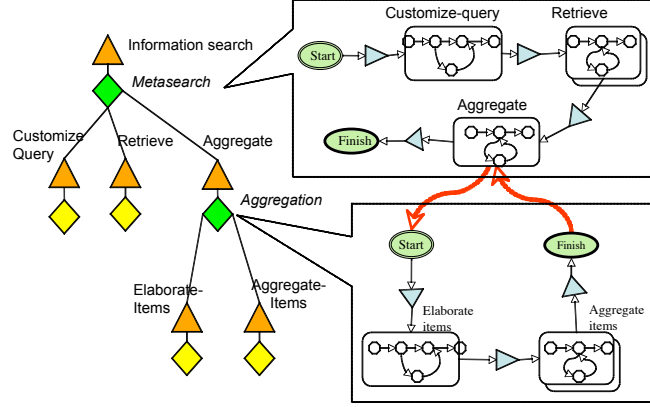 Information search
Metasearch
Customize
Query
Retrieve
Aggregate
Aggregation
Elaborate-
Items
Aggregate-
Items
Customize-query
Retrieve
Start
Aggregate
Finish
Start
Finish
Elaborate
items
Aggregate
items